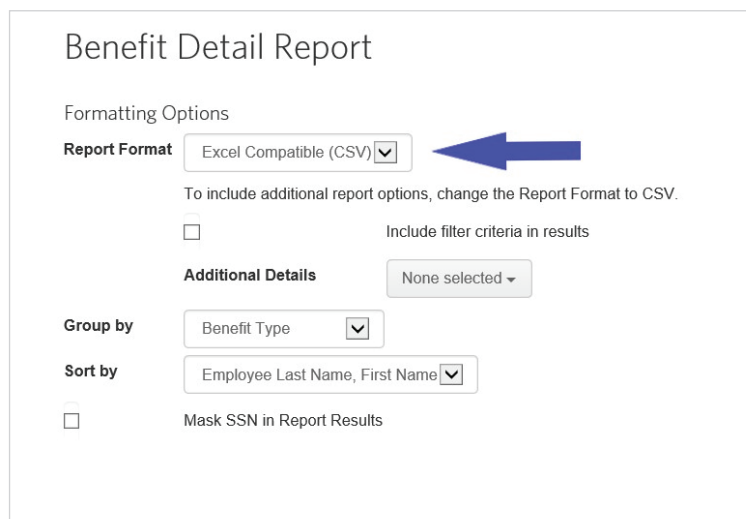 Benefit Detail Report
Formatting Options
Report Format Excel Compatible (CSV)
To include additional report options, change the Report Format to CSV.
Include filter criteria in results
Additional Details None selected
Group by Benefit Type
Sort by Employee Last Name, First Name
Mask SSN in Report Results